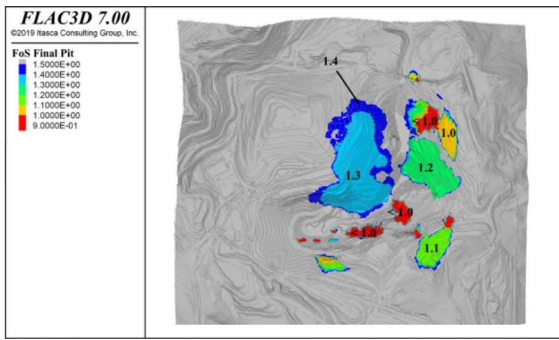 FLAC3D 7.00
©2019 Itasca Consulting Group, Inc.
FoS Final Pit
1.5000E+00
1.4000E+00
1.3000E+00
1.2000E+00
1.1000E+00
1.0000E+00
9.0000E-01
1.4
<1.0
1.0
1.3
1.2
<1.0
<1.0
1.1